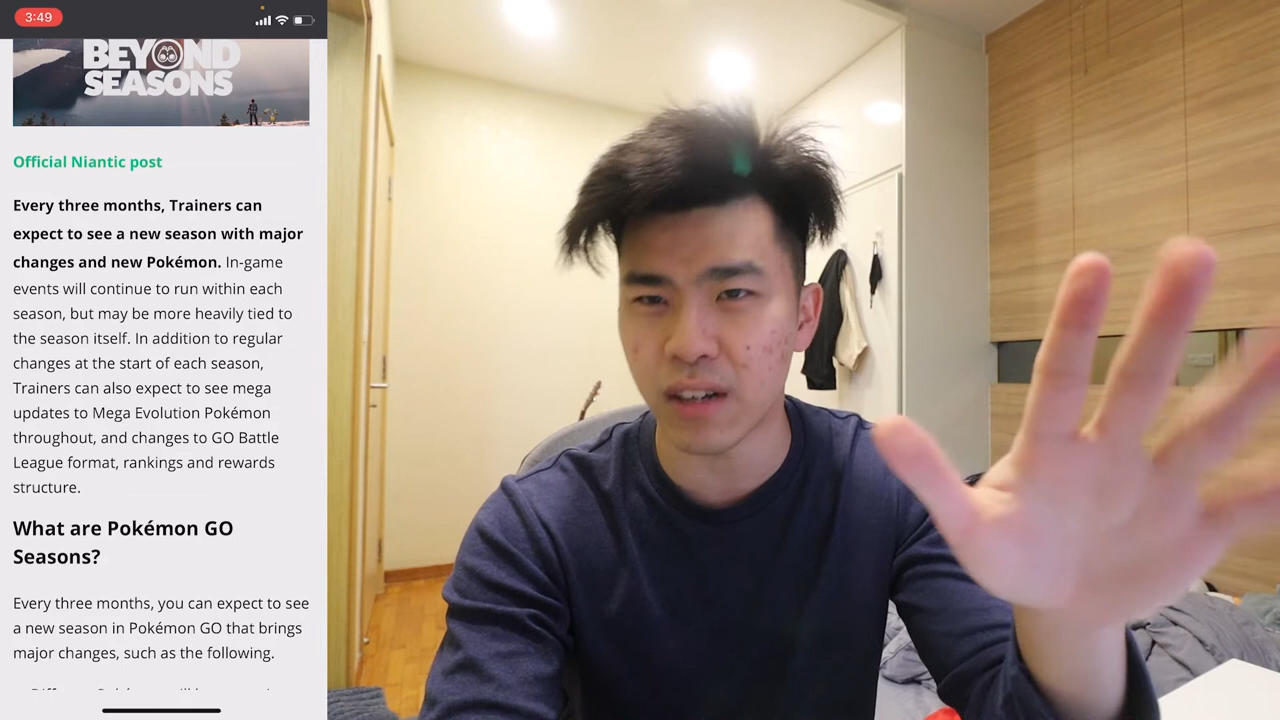 3:49
BEYOND
SEASONS
Official Niantic post
Every three months, Trainers can
expect to see a new season with major
changes and new Pokémon. In-game
events will continue to run within each
season, but may be more heavily tied to
the season itself. In addition to regular
changes at the start of each season,
Trainers can also expect to see mega
updates to Mega Evolution Pokémon
throughout, and changes to GO Battle
League format, rankings and rewards
structure.
What are Pokémon GO
Seasons?
Every three months, you can expect to see
a new season in Pokémon GO that brings
major changes, such as the following.